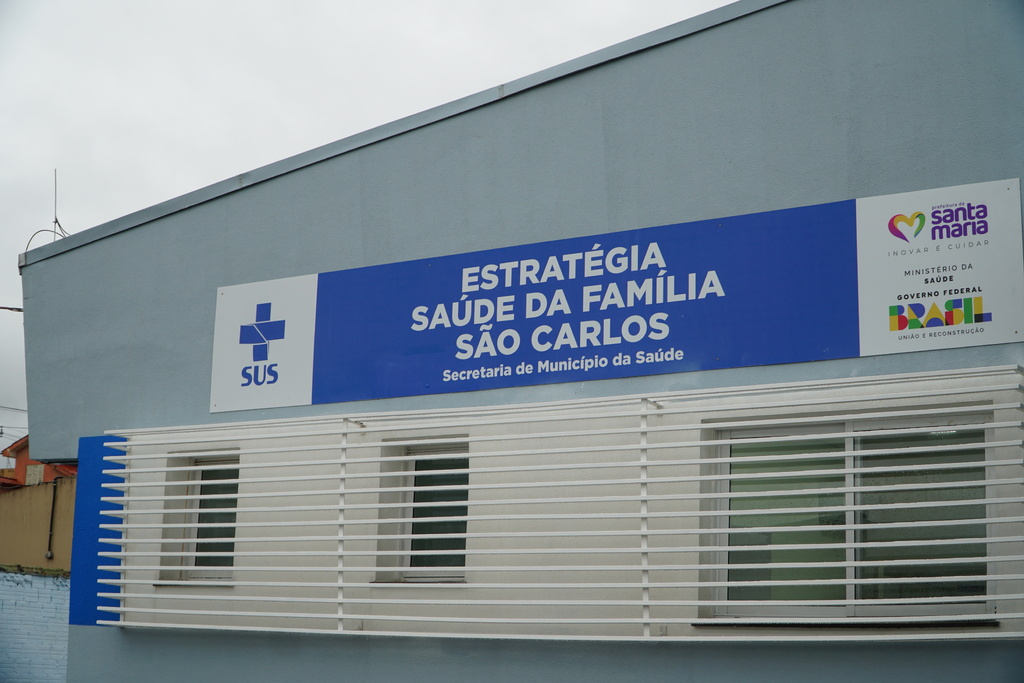 SUS
ESTRATÉGIA
SAÚDE DA FAMÍLIA
SÃO CARLOS
Secretaria de Município da Saúde
prefeitura de
santa
maria
INOVAR E CUIDAR
MINISTÉRIO DA
SAÚDE
GOVERNO FEDERAL
BRASIL
UNIÃO E RECONSTRUÇÃO